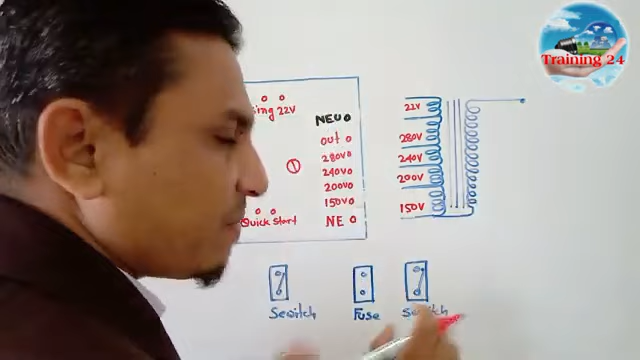 Training 24
22V
NEU o
out o
280V o
240V o
200V o
150V o
NE o
①
Quick Start
22V
280V
240V
200V
150V
Switch
Fuse
Switch